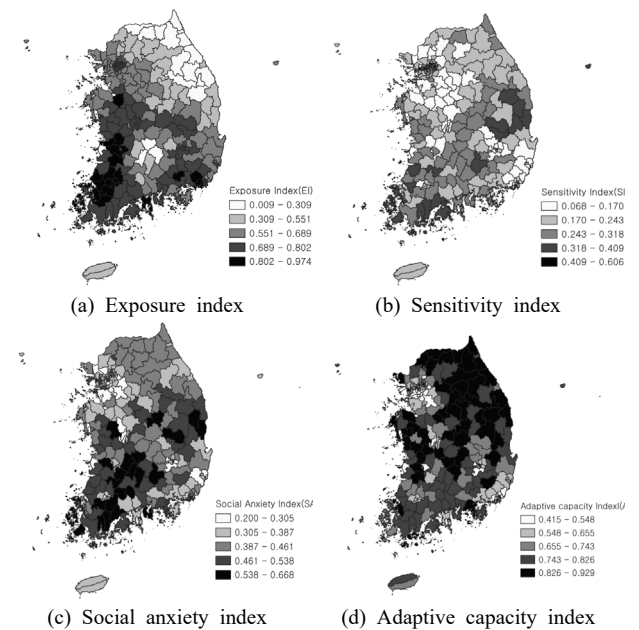 Exposure Index(EI)
0.009 - 0.309
0.309 - 0.551
0.551 - 0.689
0.689 - 0.802
0.802 - 0.974
Sensitivity Index(SI
0.068 - 0.170
0.170 - 0.243
0.243 - 0.318
0.318 - 0.409
0.409 - 0.606
(a) Exposure index
(b) Sensitivity index
Social Anxiety Index(SA
0.200 - 0.305
0.305 - 0.387
0.387 - 0.461
0.461 - 0.538
0.538 - 0.668
Adaptive capacity IndexI(A
0.415 - 0.548
0.548 - 0.655
0.655 - 0.743
0.743 - 0.826
0.826 - 0.929
(c) Social anxiety index
(d) Adaptive capacity index